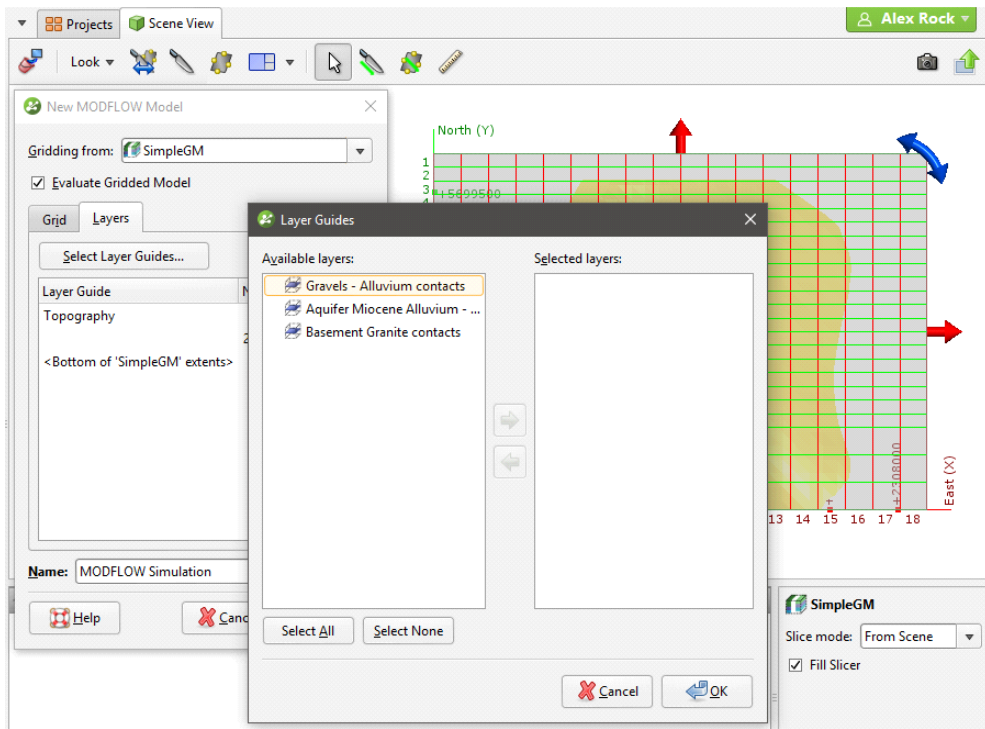 Projects
Scene View
Alex Rock
Look
New MODFLOW Model
Gridding from: SimpleGM
Evaluate Gridded Model
Grid
Layers
Select Layer Guides...
Layer Guide
N
Topography
2
<Bottom of 'SimpleGM' extents>
Name: MODFLOW Simulation
Help
Canc
Layer Guides
Available layers:
Selected layers:
Gravels - Alluvium contacts
Aquifer Miocene Alluvium - ...
Basement Granite contacts
Select All
Select None
Cancel
OK
North (Y)
1
2
3
+5699500
+2308000
East (X)
13 14 15 16 17 18
SimpleGM
Slice mode: From Scene
Fill Slicer